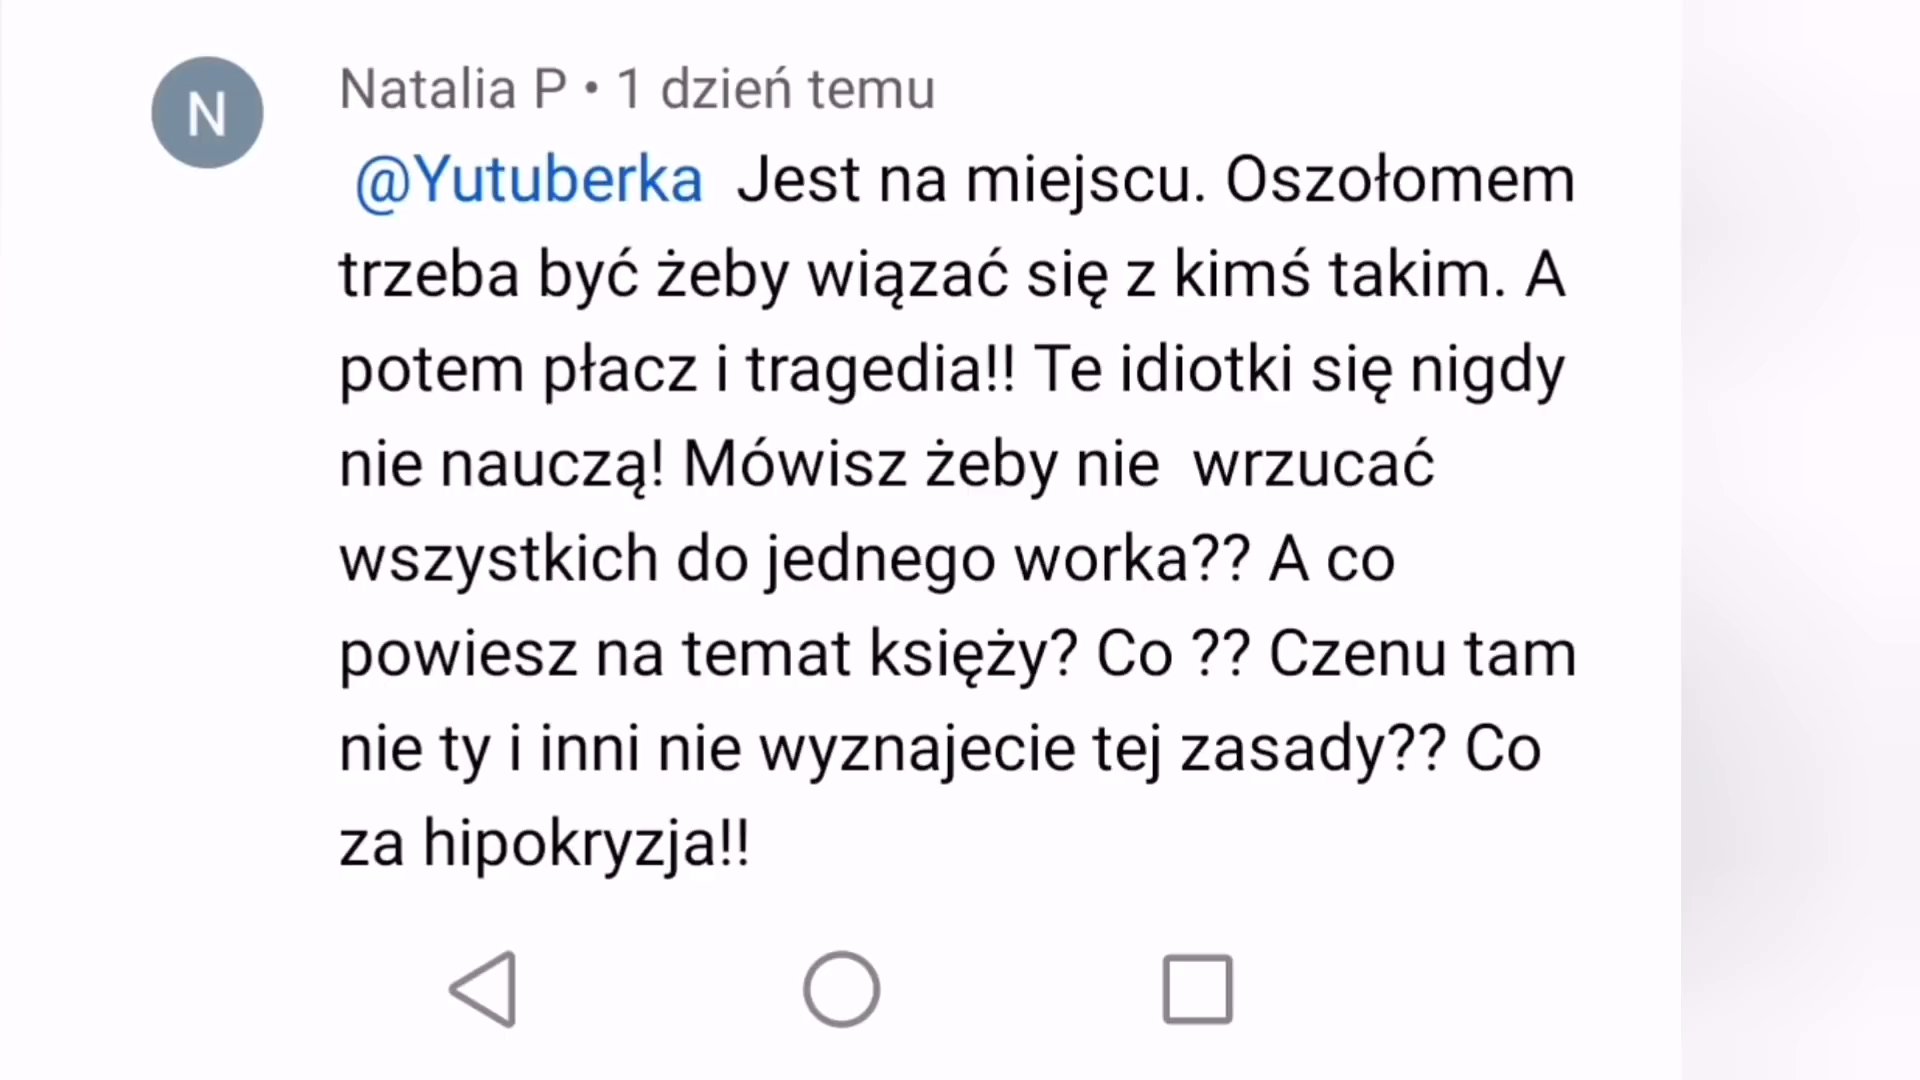 N
Natalia P • 1 dzień temu
@Yutuberka Jest na miejscu. Oszołomem
trzeba być żeby wiązać się z kimś takim. A
potem płacz i tragedia!! Te idiotki się nigdy
nie nauczą! Mówisz żeby nie  wrzucać
wszystkich do jednego worka?? A co
powiesz na temat księży? Co ?? Czenu tam
nie ty i inni nie wyznajecie tej zasady?? Co
za hipokryzja!!